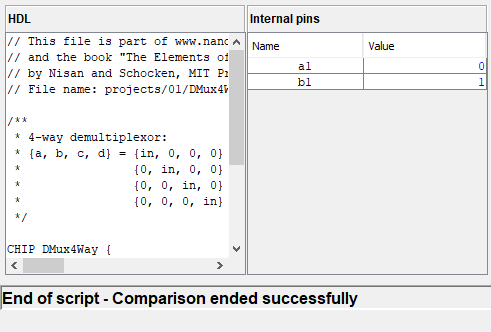 HDL
// This file is part of www.nand
// and the book "The Elements of
// by Nisan and Schocken, MIT Pr
// File name: projects/01/DMux4W
/**
* 4-way demultiplexor:
* {a, b, c, d} = {in, 0, 0, 0}
* {0, in, 0, 0}
* {0, 0, in, 0}
* {0, 0, 0, in}
*/
CHIP DMux4Way {
Internal pins
Name Value
a1 0
b1 1
End of script - Comparison ended successfully